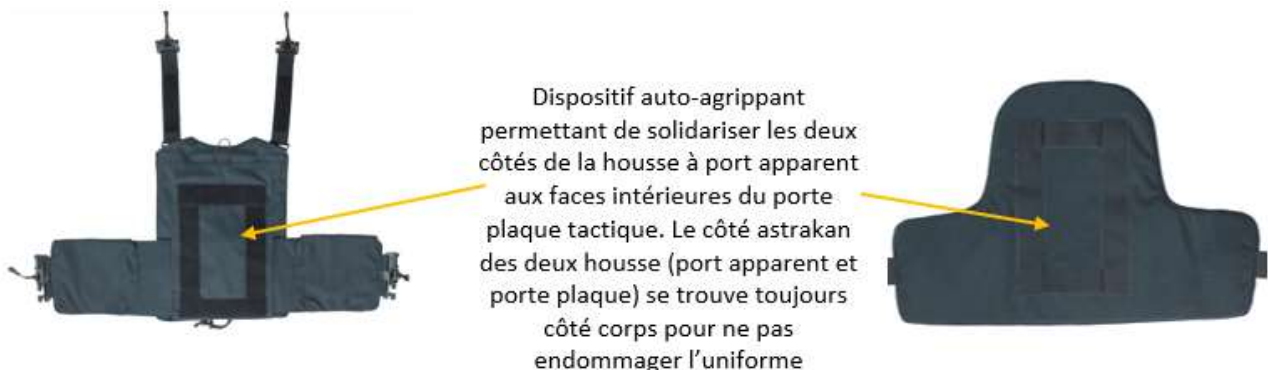 Dispositif auto-agrippant
permettant de solidariser les deux
côtés de la housse à port apparent
aux faces intérieures du porte
plaque tactique. Le côté astrakan
des deux housse (port apparent et
porte plaque) se trouve toujours
côté corps pour ne pas
endommager l'uniforme